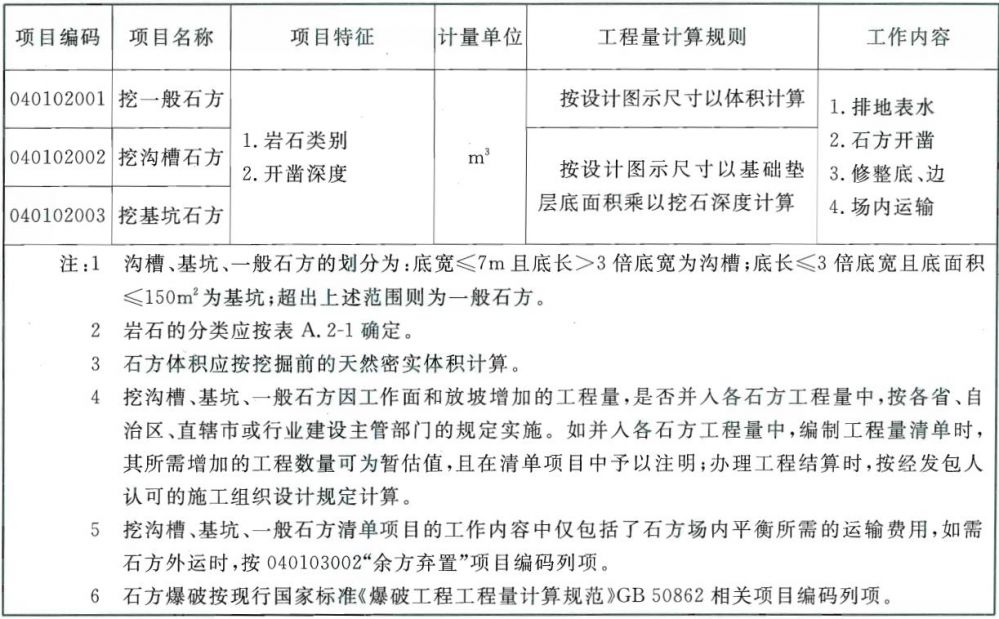 项目编码 项目名称 项目特征 计量单位 工程量计算规则 工作内容
040102001 挖一般石方 按设计图示尺寸以体积计算
040102002 挖沟槽石方
040102003 挖基坑石方
1.岩石类别
2.开凿深度
m³
按设计图示尺寸以基础垫
层底面积乘以挖石深度计算
1.排地表水
2.石方开凿
3.修整底、边
4.场内运输
注:1 沟槽、基坑、一般石方的划分为:底宽≤7m且底长>3倍底宽为沟槽;底长≤3倍底宽且底面积
≤150m²为基坑;超出上述范围则为一般石方。
2 岩石的分类应按表 A.2-1 确定。
3 石方体积应按挖掘前的天然密实体积计算。
4 挖沟槽、基坑、一般石方因工作面和放坡增加的工程量,是否并入各石方工程量中,按各省、自
治区、直辖市或行业建设主管部门的规定实施。如并入各石方工程量中,编制工程量清单时,
其所需增加的工程数量可为暂估值,且在清单项目中予以注明;办理工程结算时,按经发包人
认可的施工组织设计规定计算。
5 挖沟槽、基坑、一般石方清单项目的工作内容中仅包括了石方场内平衡所需的运输费用,如需
石方外运时,按 040103002“余方弃置”项目编码列项。
6 石方爆破按现行国家标准《爆破工程工程量计算规范》GB 50862 相关项目编码列项。